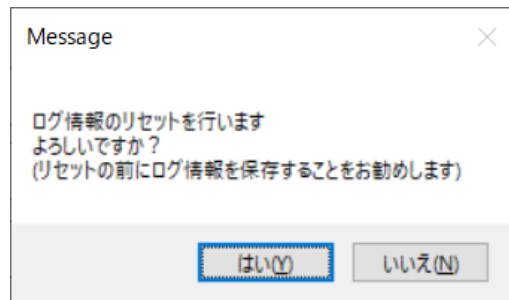 Message
ログ情報のリセットを行います
よろしいですか？
(リセットの前にログ情報を保存することをお勧めします)
はい(Y)
いいえ(N)